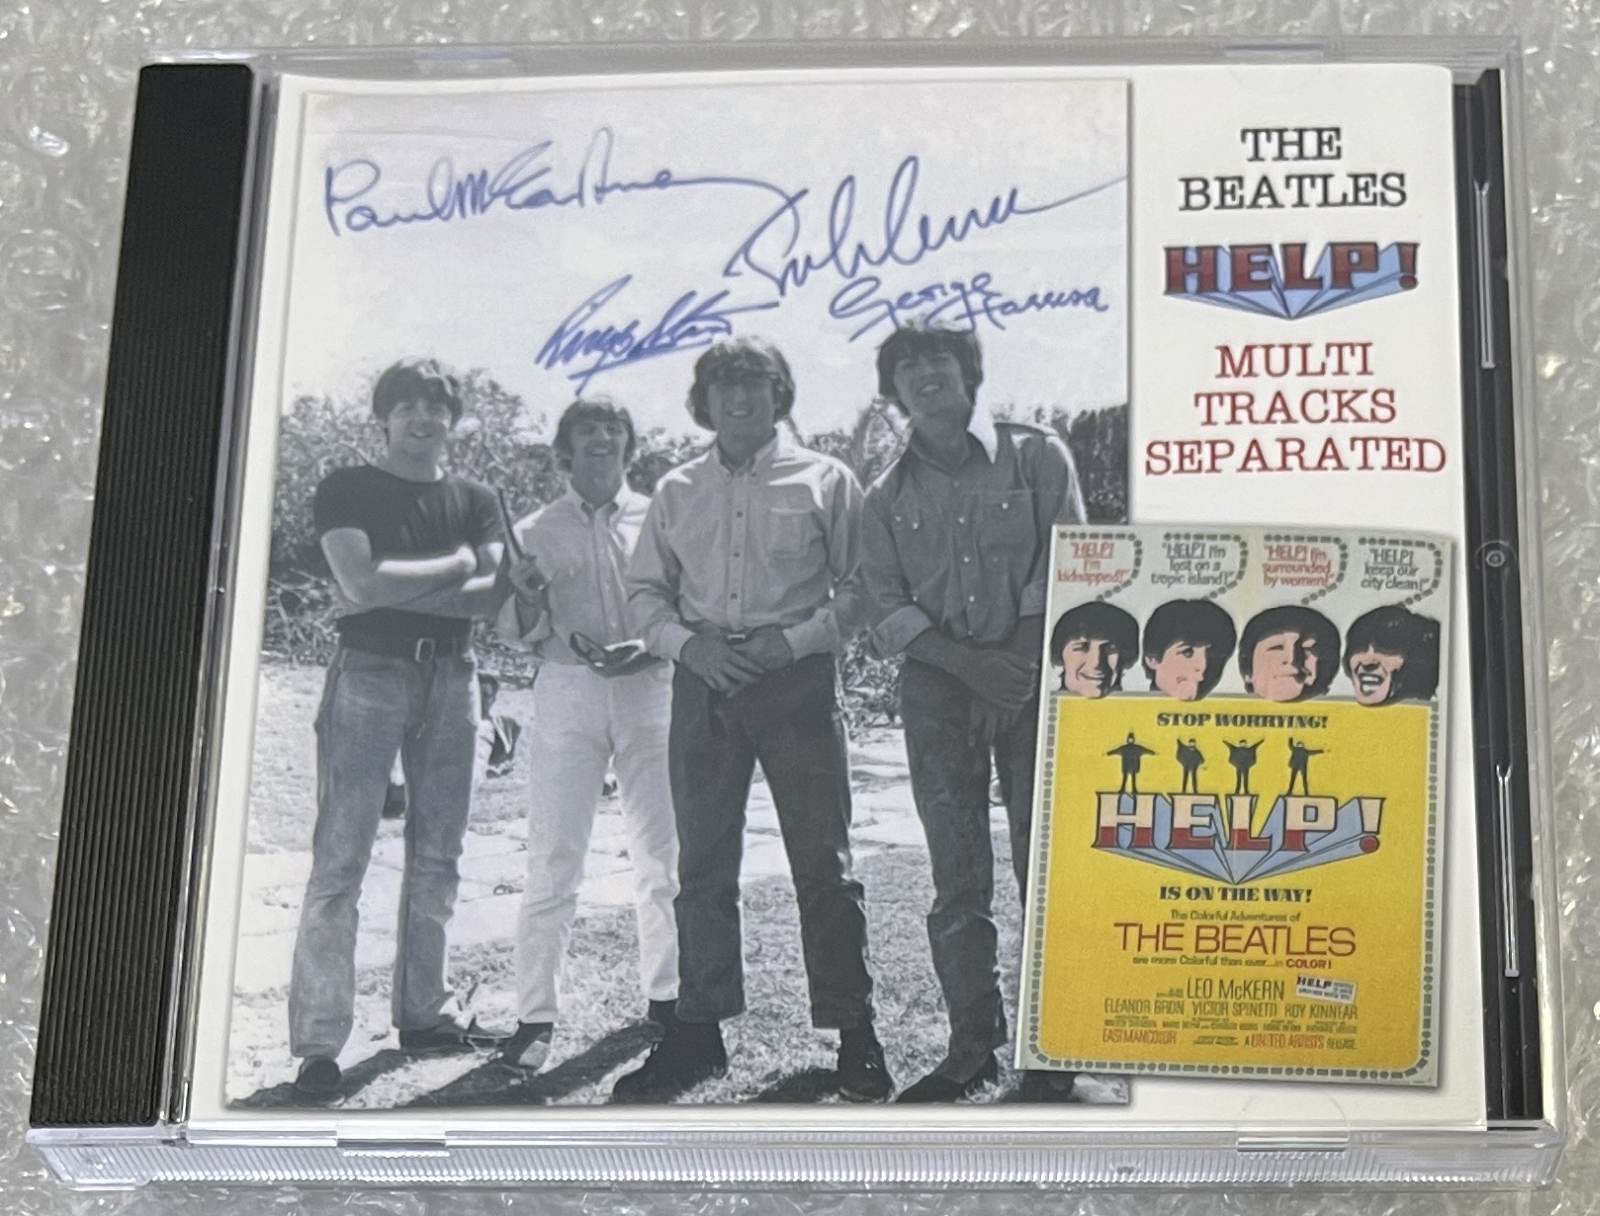 Paul McCartney
John Lennon
Ringo Starr
George Harrison
THE
BEATLES
HELP!
MULTI
TRACKS
SEPARATED
"HELP!
I'm
kidnapped!"
"HELP! I'm
lost on a
tropic island!"
"HELP! I'm
surrounded
by women!"
"HELP!
keep our
city clean!"
STOP WORRYING!
HELP!
IS ON THE WAY!
The Colorful Adventures of
THE BEATLES
are more Colorful than ever...in COLOR!
LEO McKERN
HELP
ELEANOR BRON VICTOR SPINETTI ROY KINNEAR
EASTMANCOLOR
A UNITED ARTISTS RELEASE